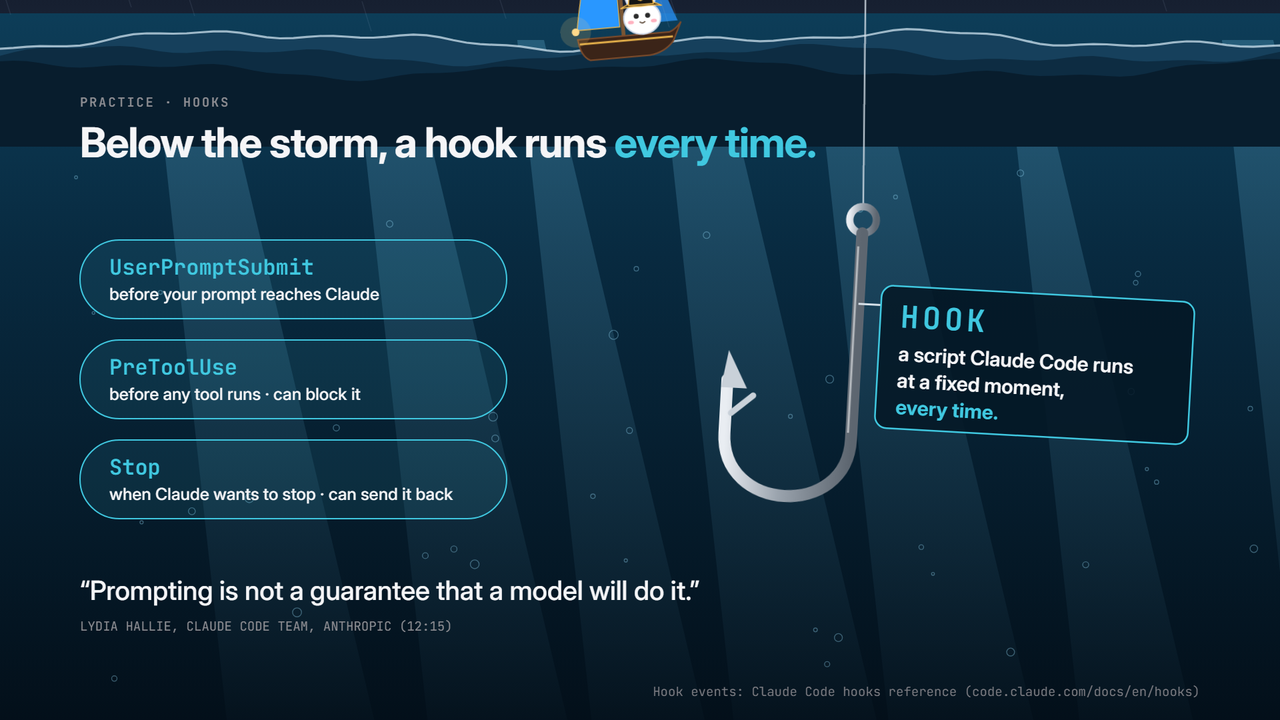 PRACTICE · HOOKS
Below the storm, a hook runs every time.
UserPromptSubmit
before your prompt reaches Claude
PreToolUse
before any tool runs · can block it
Stop
when Claude wants to stop · can send it back
HOOK
a script Claude Code runs
at a fixed moment,
every time.
“Prompting is not a guarantee that a model will do it.”
LYDIA HALLIE, CLAUDE CODE TEAM, ANTHROPIC (12:15)
Hook events: Claude Code hooks reference (code.claude.com/docs/en/hooks)